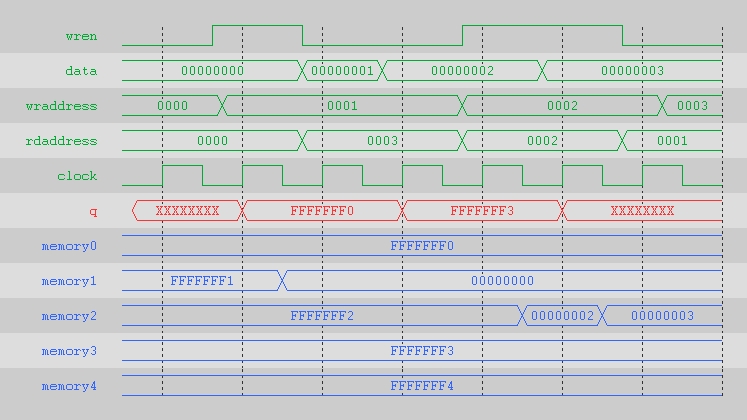 wren
data 00000000 00000001 00000002 00000003
wraddress 0000 0001 0002 0003
rdaddress 0000 0003 0002 0001
clock
q XXXXXXXX FFFFFFF0 FFFFFFF3 XXXXXXXX
memory0 FFFFFFF0
memory1 FFFFFFF1 00000000
memory2 FFFFFFF2 00000002 00000003
memory3 FFFFFFF3
memory4 FFFFFFF4